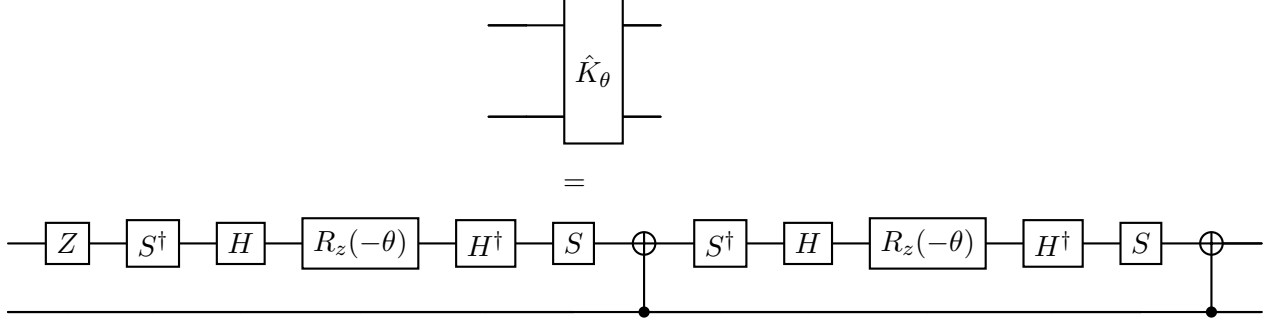 K̂_θ
=
Z S† H R_z(−θ) H† S S† H R_z(−θ) H† S